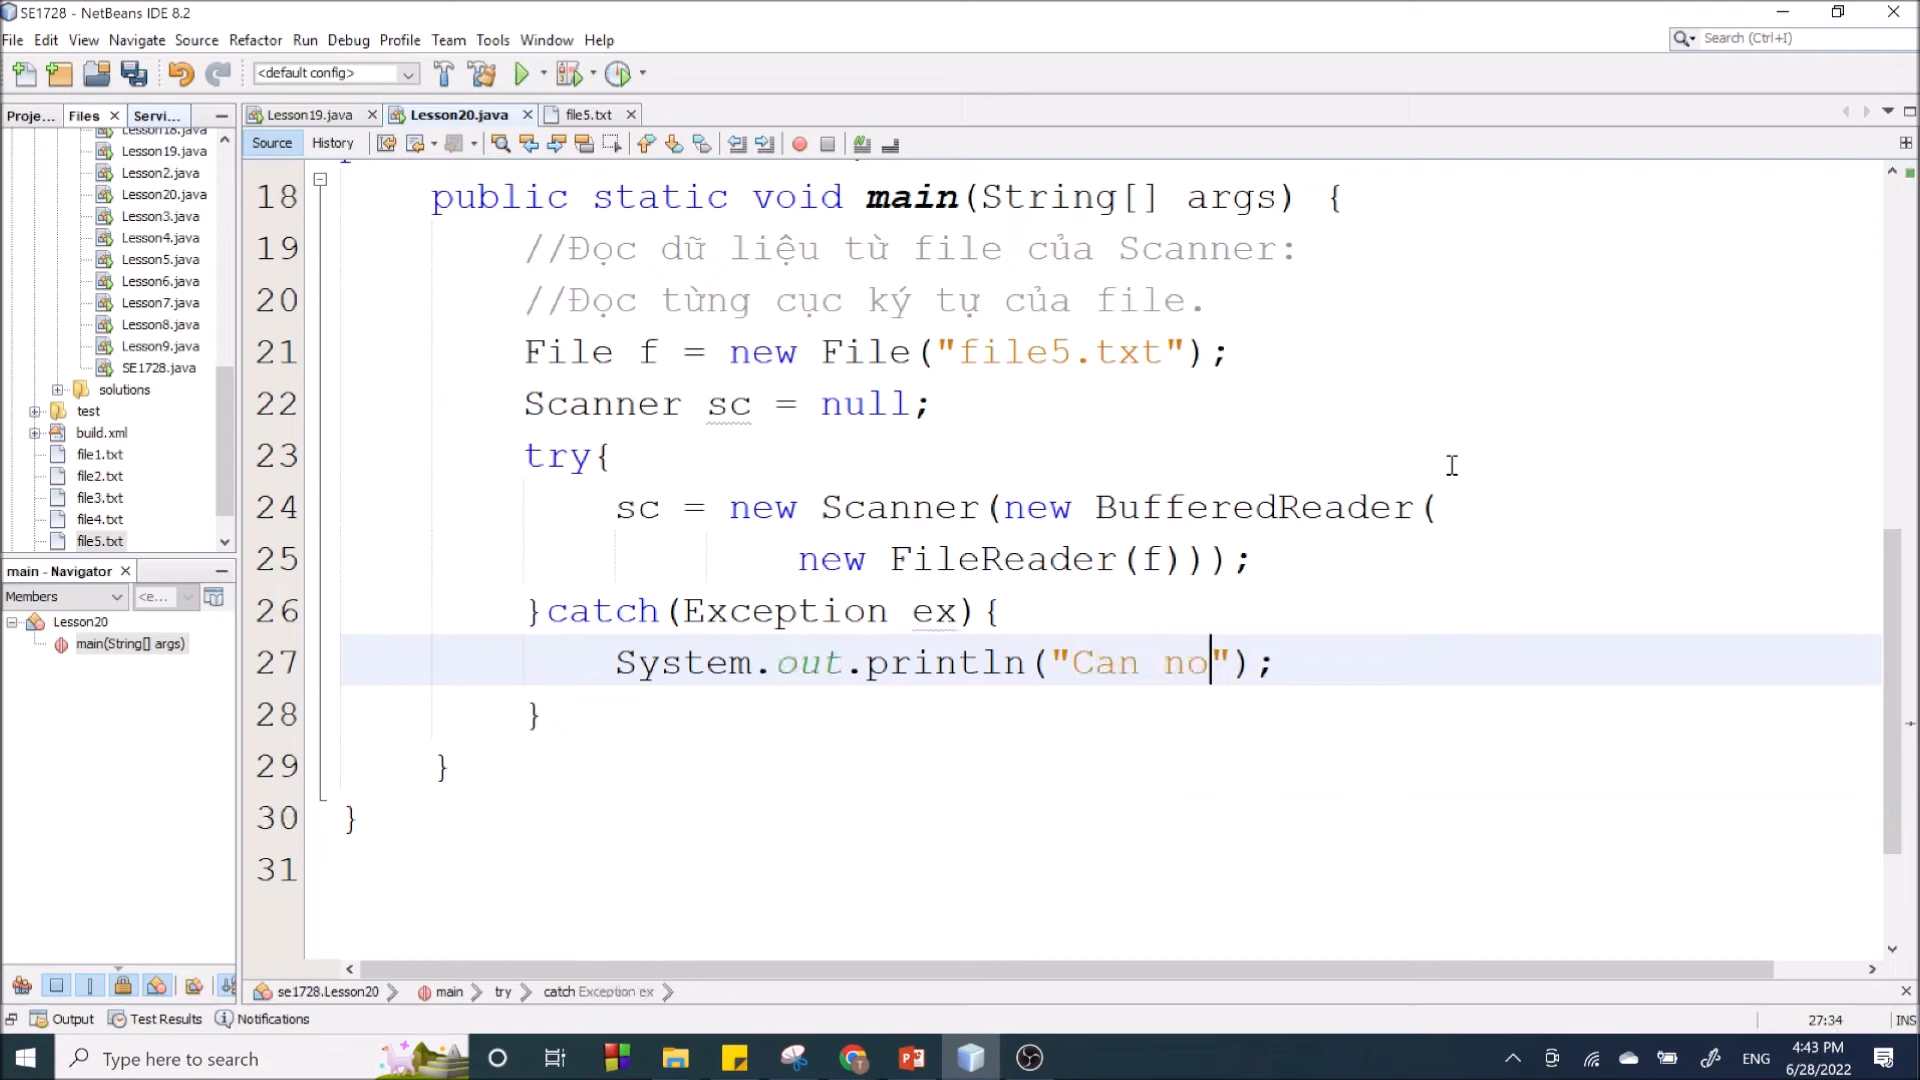 SE1728 - NetBeans IDE 8.2
File Edit View Navigate Source Refactor Run Debug Profile Team Tools Window Help
Search (Ctrl+I)
<default config>
Proje... Files Servi...
Lesson19.java Lesson20.java file5.txt
Source History
Lesson18.java
Lesson19.java
Lesson2.java
Lesson20.java
Lesson3.java
Lesson4.java
Lesson5.java
Lesson6.java
Lesson7.java
Lesson8.java
Lesson9.java
SE1728.java
solutions
test
build.xml
file1.txt
file2.txt
file3.txt
file4.txt
file5.txt
main - Navigator
Members <e...
Lesson20
main(String[] args)
18 public static void main(String[] args) {
19 //Đọc dữ liệu từ file của Scanner:
20 //Đọc từng cục ký tự của file.
21 File f = new File("file5.txt");
22 Scanner sc = null;
23 try{
24 sc = new Scanner(new BufferedReader(
25 new FileReader(f)));
26 }catch(Exception ex){
27 System.out.println("Can no");
28 }
29 }
30 }
31
se1728.Lesson20 main try catch Exception ex
Output Test Results Notifications
27:34 INS
Type here to search
ENG
4:43 PM
6/28/2022